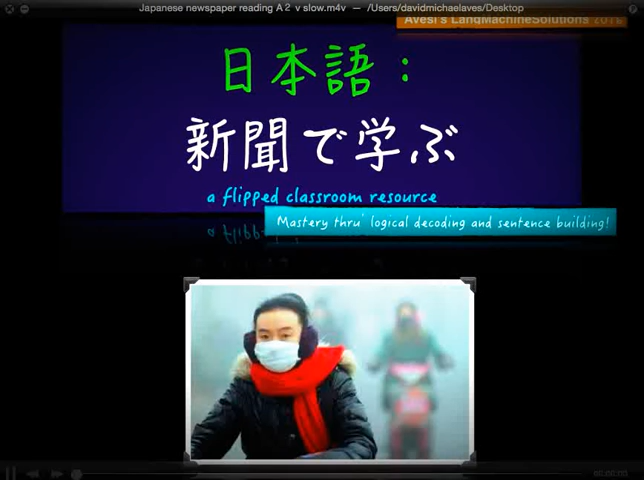 Japanese newspaper reading A 2 v slow.m4v — /Users/davidmichaelaves/Desktop
Avesi's LangMachineSolutions
日本語：
新聞で学ぶ
a flipped classroom resource
Mastery thru' logical decoding and sentence building!